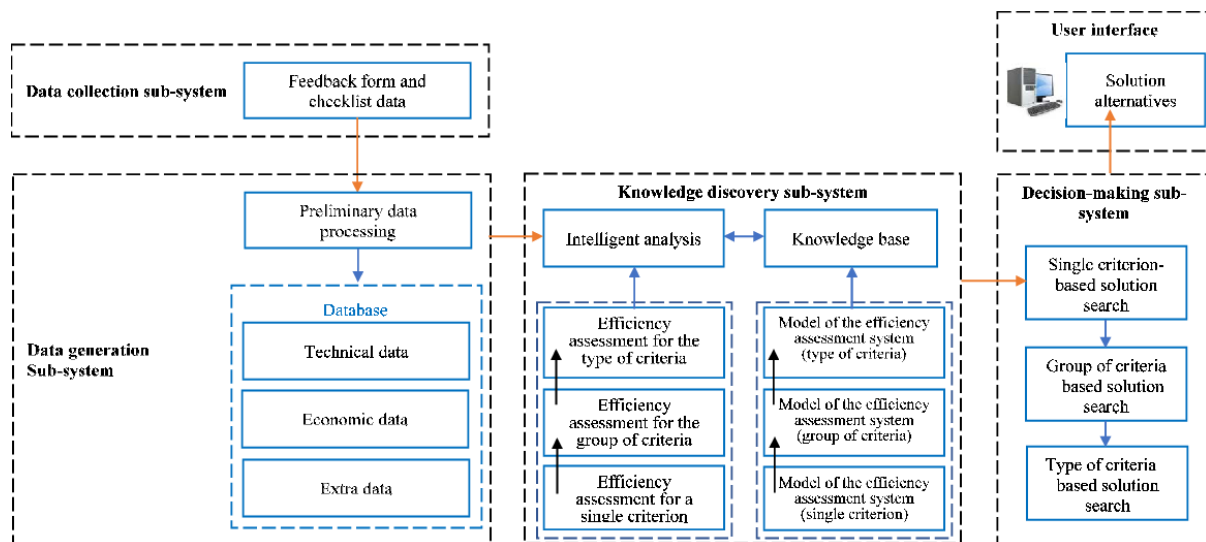 Data collection sub-system
Feedback form and
checklist data
User interface
Solution
alternatives
Data generation
Sub-system
Preliminary data
processing
Database
Technical data
Economic data
Extra data
Knowledge discovery sub-system
Intelligent analysis
Knowledge base
Efficiency
assessment for the
type of criteria
Efficiency
assessment for the
group of criteria
Efficiency
assessment for a
single criterion
Model of the efficiency
assessment system
(type of criteria)
Model of the efficiency
assessment system
(group of criteria)
Model of the efficiency
assessment system
(single criterion)
Decision-making sub-
system
Single criterion-
based solution
search
Group of criteria
based solution
search
Type of criteria
based solution
search